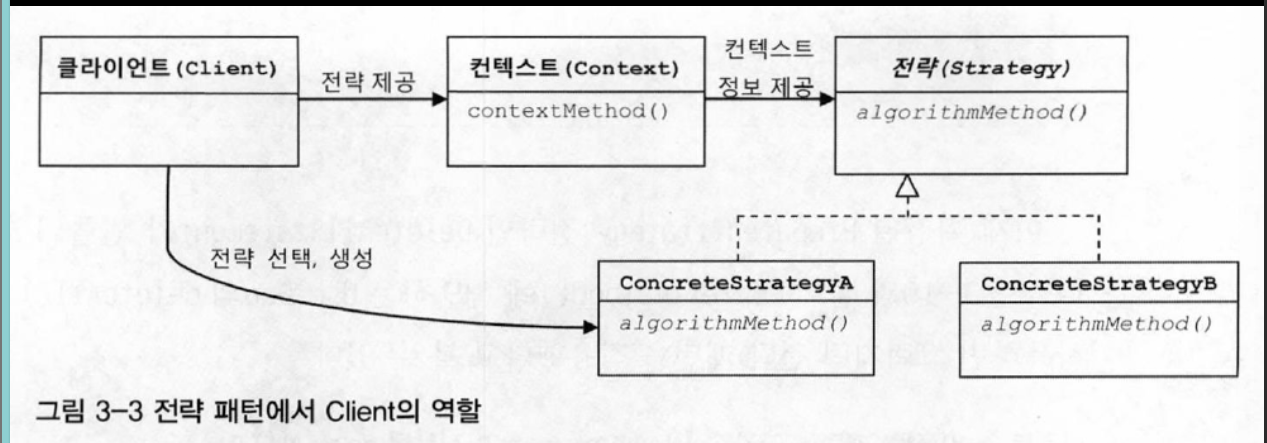 클라이언트(Client)
전략 제공
컨텍스트(Context)
contextMethod()
컨텍스트
정보 제공
전략(Strategy)
algorithmMethod()
전략 선택, 생성
ConcreteStrategyA
algorithmMethod()
ConcreteStrategyB
algorithmMethod()
그림 3-3 전략 패턴에서 Client의 역할